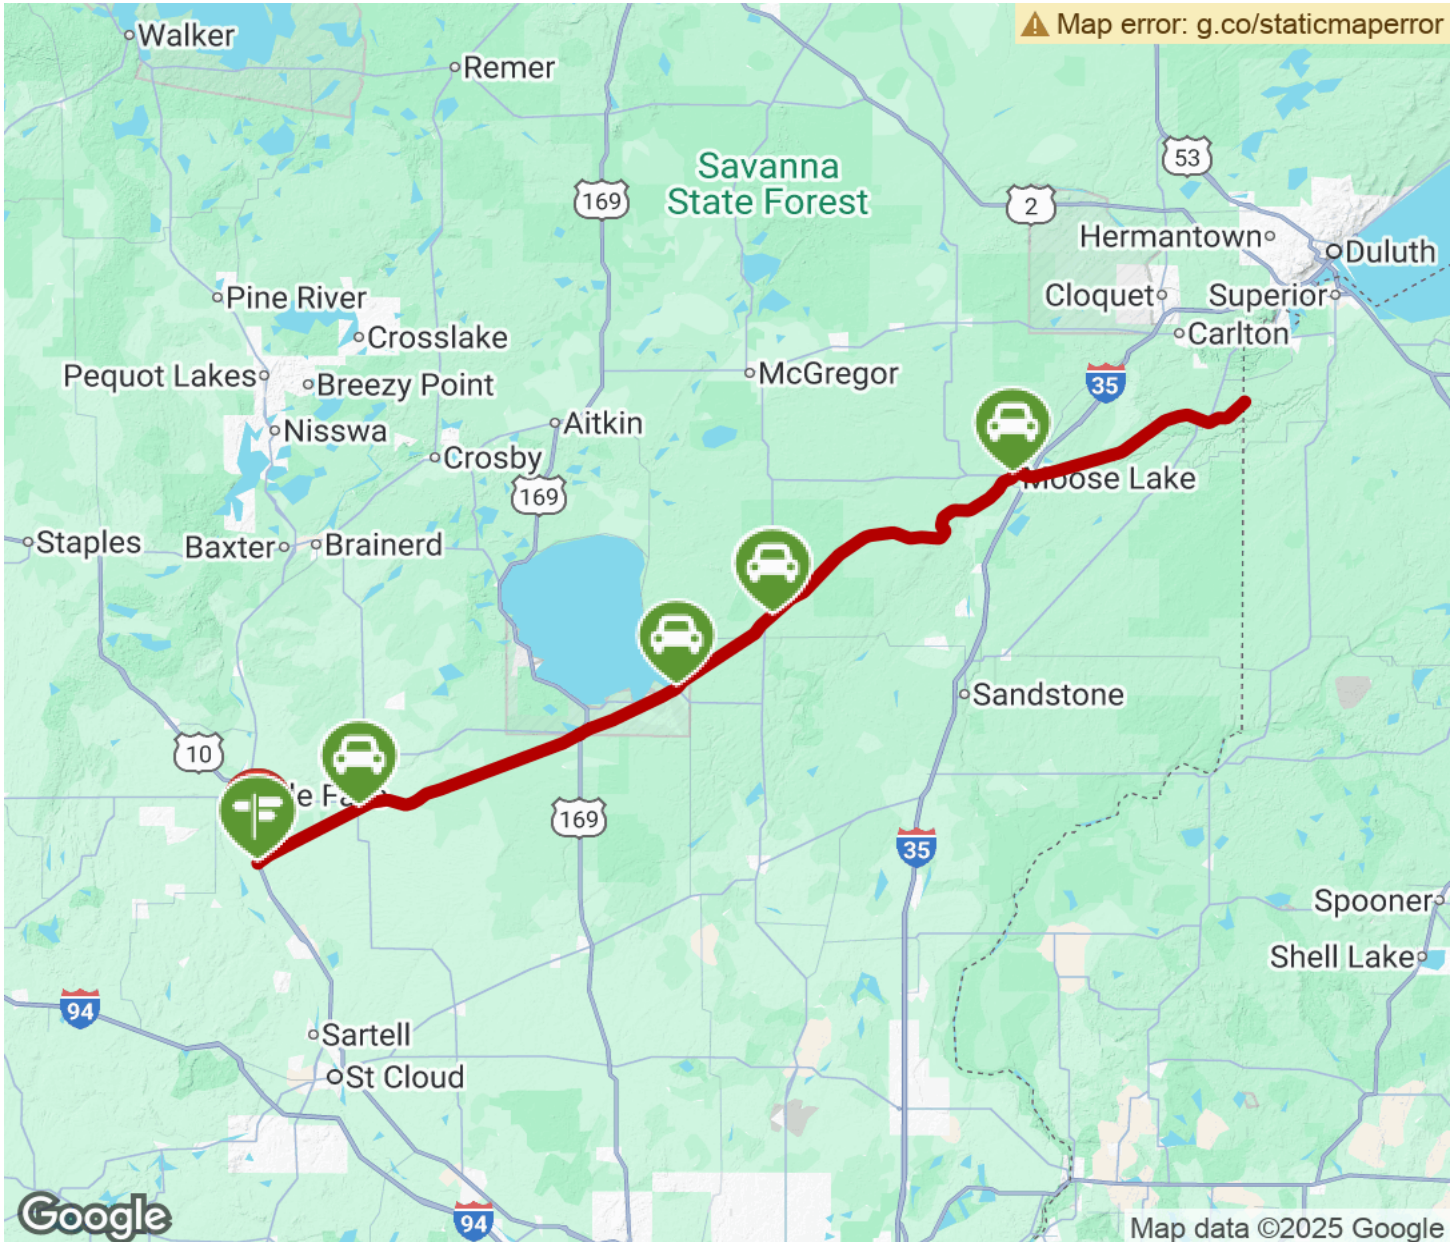 Map error: g.co/staticmaperror
Walker
Remer
Savanna
State Forest
53
169
2
Hermantown
Duluth
Pine River
Cloquet
Superior
Crosslake
Carlton
Pequot Lakes
Breezy Point
McGregor
35
Nisswa
Aitkin
Crosby
Moose Lake
169
Staples
Baxter
Brainerd
Sandstone
10
169
35
Spooner
Shell Lake
94
Sartell
St Cloud
Google
94
Map data ©2025 Google